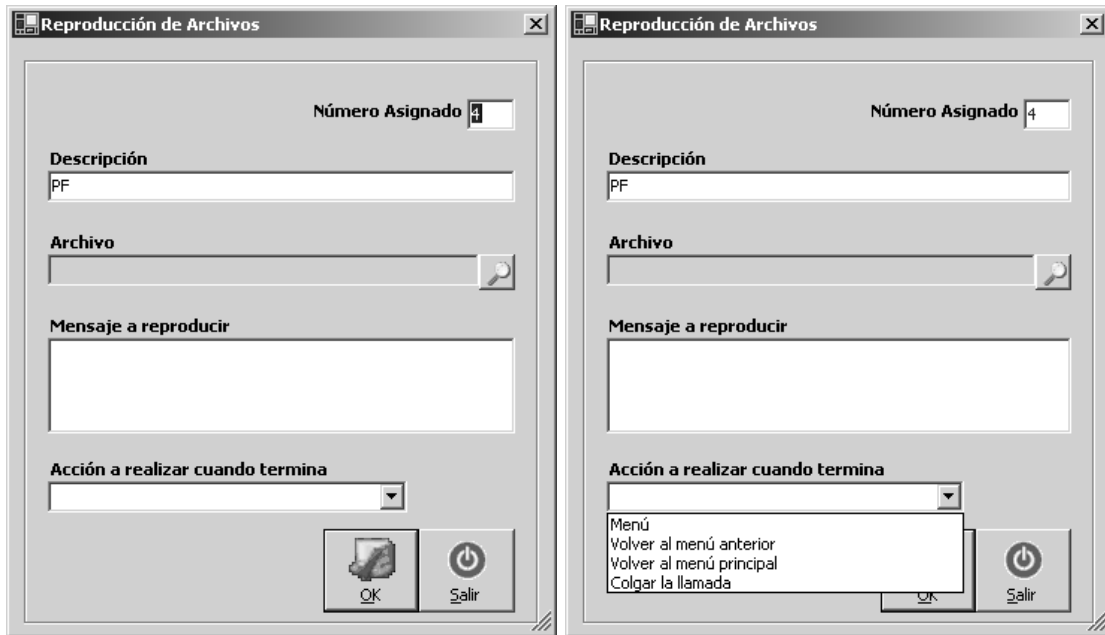 Reproducción de Archivos
Número Asignado 4
Descripción
PF
Archivo
Mensaje a reproducir
Acción a realizar cuando termina
OK Salir
Reproducción de Archivos
Número Asignado 4
Descripción
PF
Archivo
Mensaje a reproducir
Acción a realizar cuando termina
Menú
Volver al menú anterior
Volver al menú principal
Colgar la llamada
OK Salir